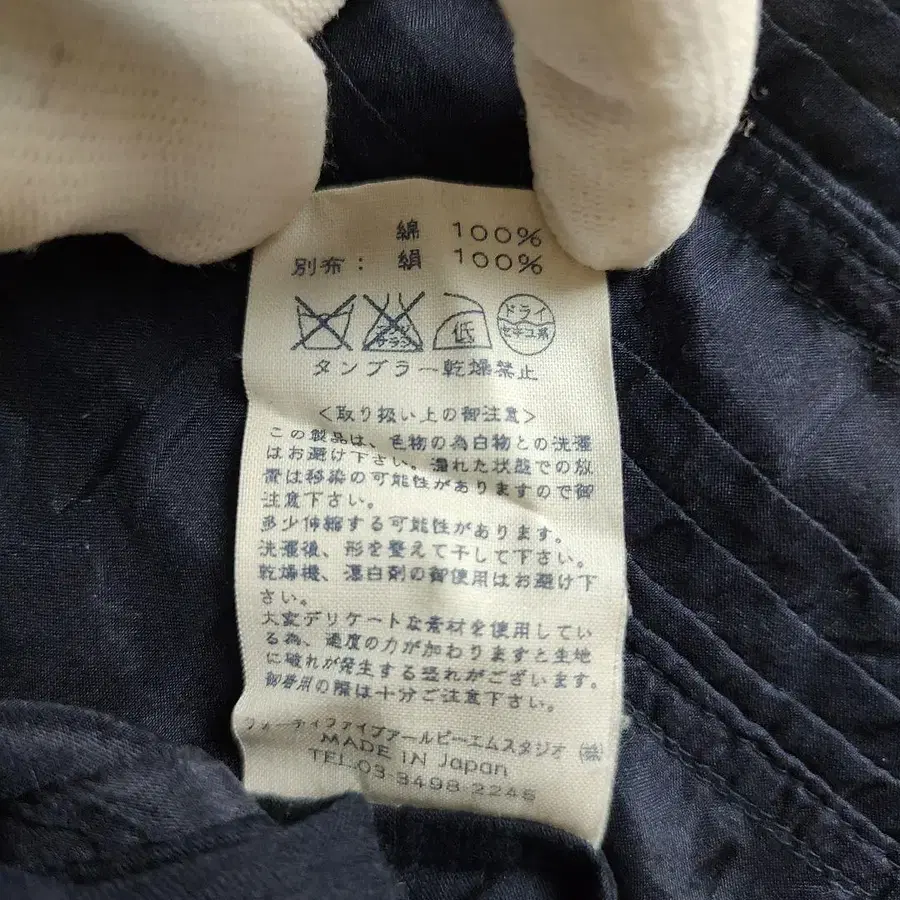 綿 100%
別布: 絹 100%
低 ドライ セキユ系
タンブラー乾燥禁止
<取り扱い上の御注意>
この製品は、色物の為白物との洗濯
はお避け下さい。濡れた状態での放
置は移染の可能性がありますので御
注意下さい。
多少伸縮する可能性があります。
洗濯後、形を整えて干して下さい。
乾燥機、漂白剤の御使用はお避け下
さい。
大変デリケートな素材を使用してい
る為、過度の力が加わりますと生地
に破れが発生する恐れがございます。
御着用の際は十分ご注意下さい。
フォーティファイブアールピーエムスタジオ ㈱
MADE IN Japan
TEL.03-3498-2248